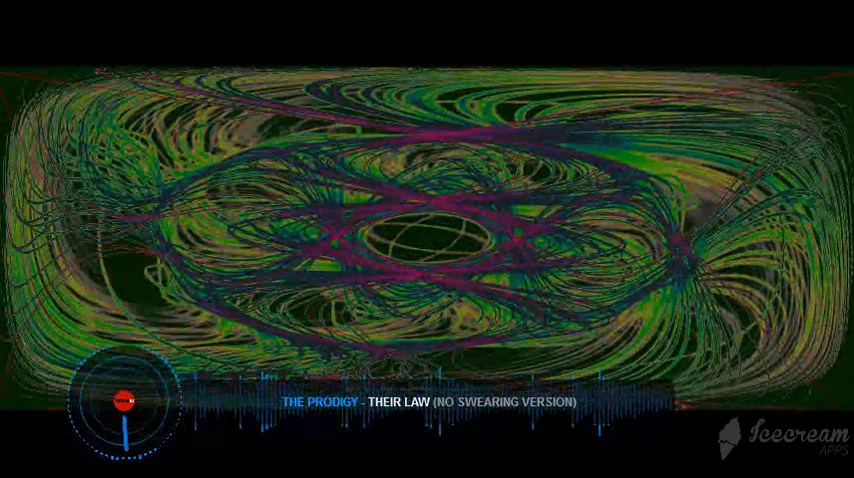 THE PRODIGY - THEIR LAW (NO SWEARING VERSION)
Icecream
APPS